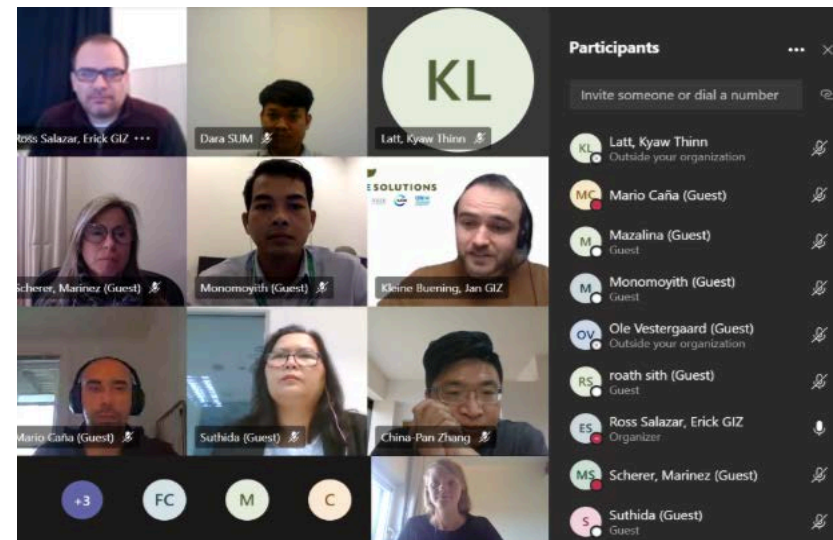 KL
Ross Salazar, Erick GIZ •••
Dara SUM
Latt, Kyaw Thinn
E SOLUTIONS
Scherer, Marinez (Guest)
Monomoyith (Guest)
Kleine Buening, Jan GIZ
Mario Caña (Guest)
Suthida (Guest)
China-Pan Zhang
+3
FC
M
C
Participants
Invite someone or dial a number
KL
Latt, Kyaw Thinn
Outside your organization
MC
Mario Caña (Guest)
M
Mazalina (Guest)
Guest
M
Monomoyith (Guest)
Guest
OV
Ole Vestergaard (Guest)
Outside your organization
RS
roath sith (Guest)
Guest
ES
Ross Salazar, Erick GIZ
Organizer
MS
Scherer, Marinez (Guest)
S
Suthida (Guest)
Guest